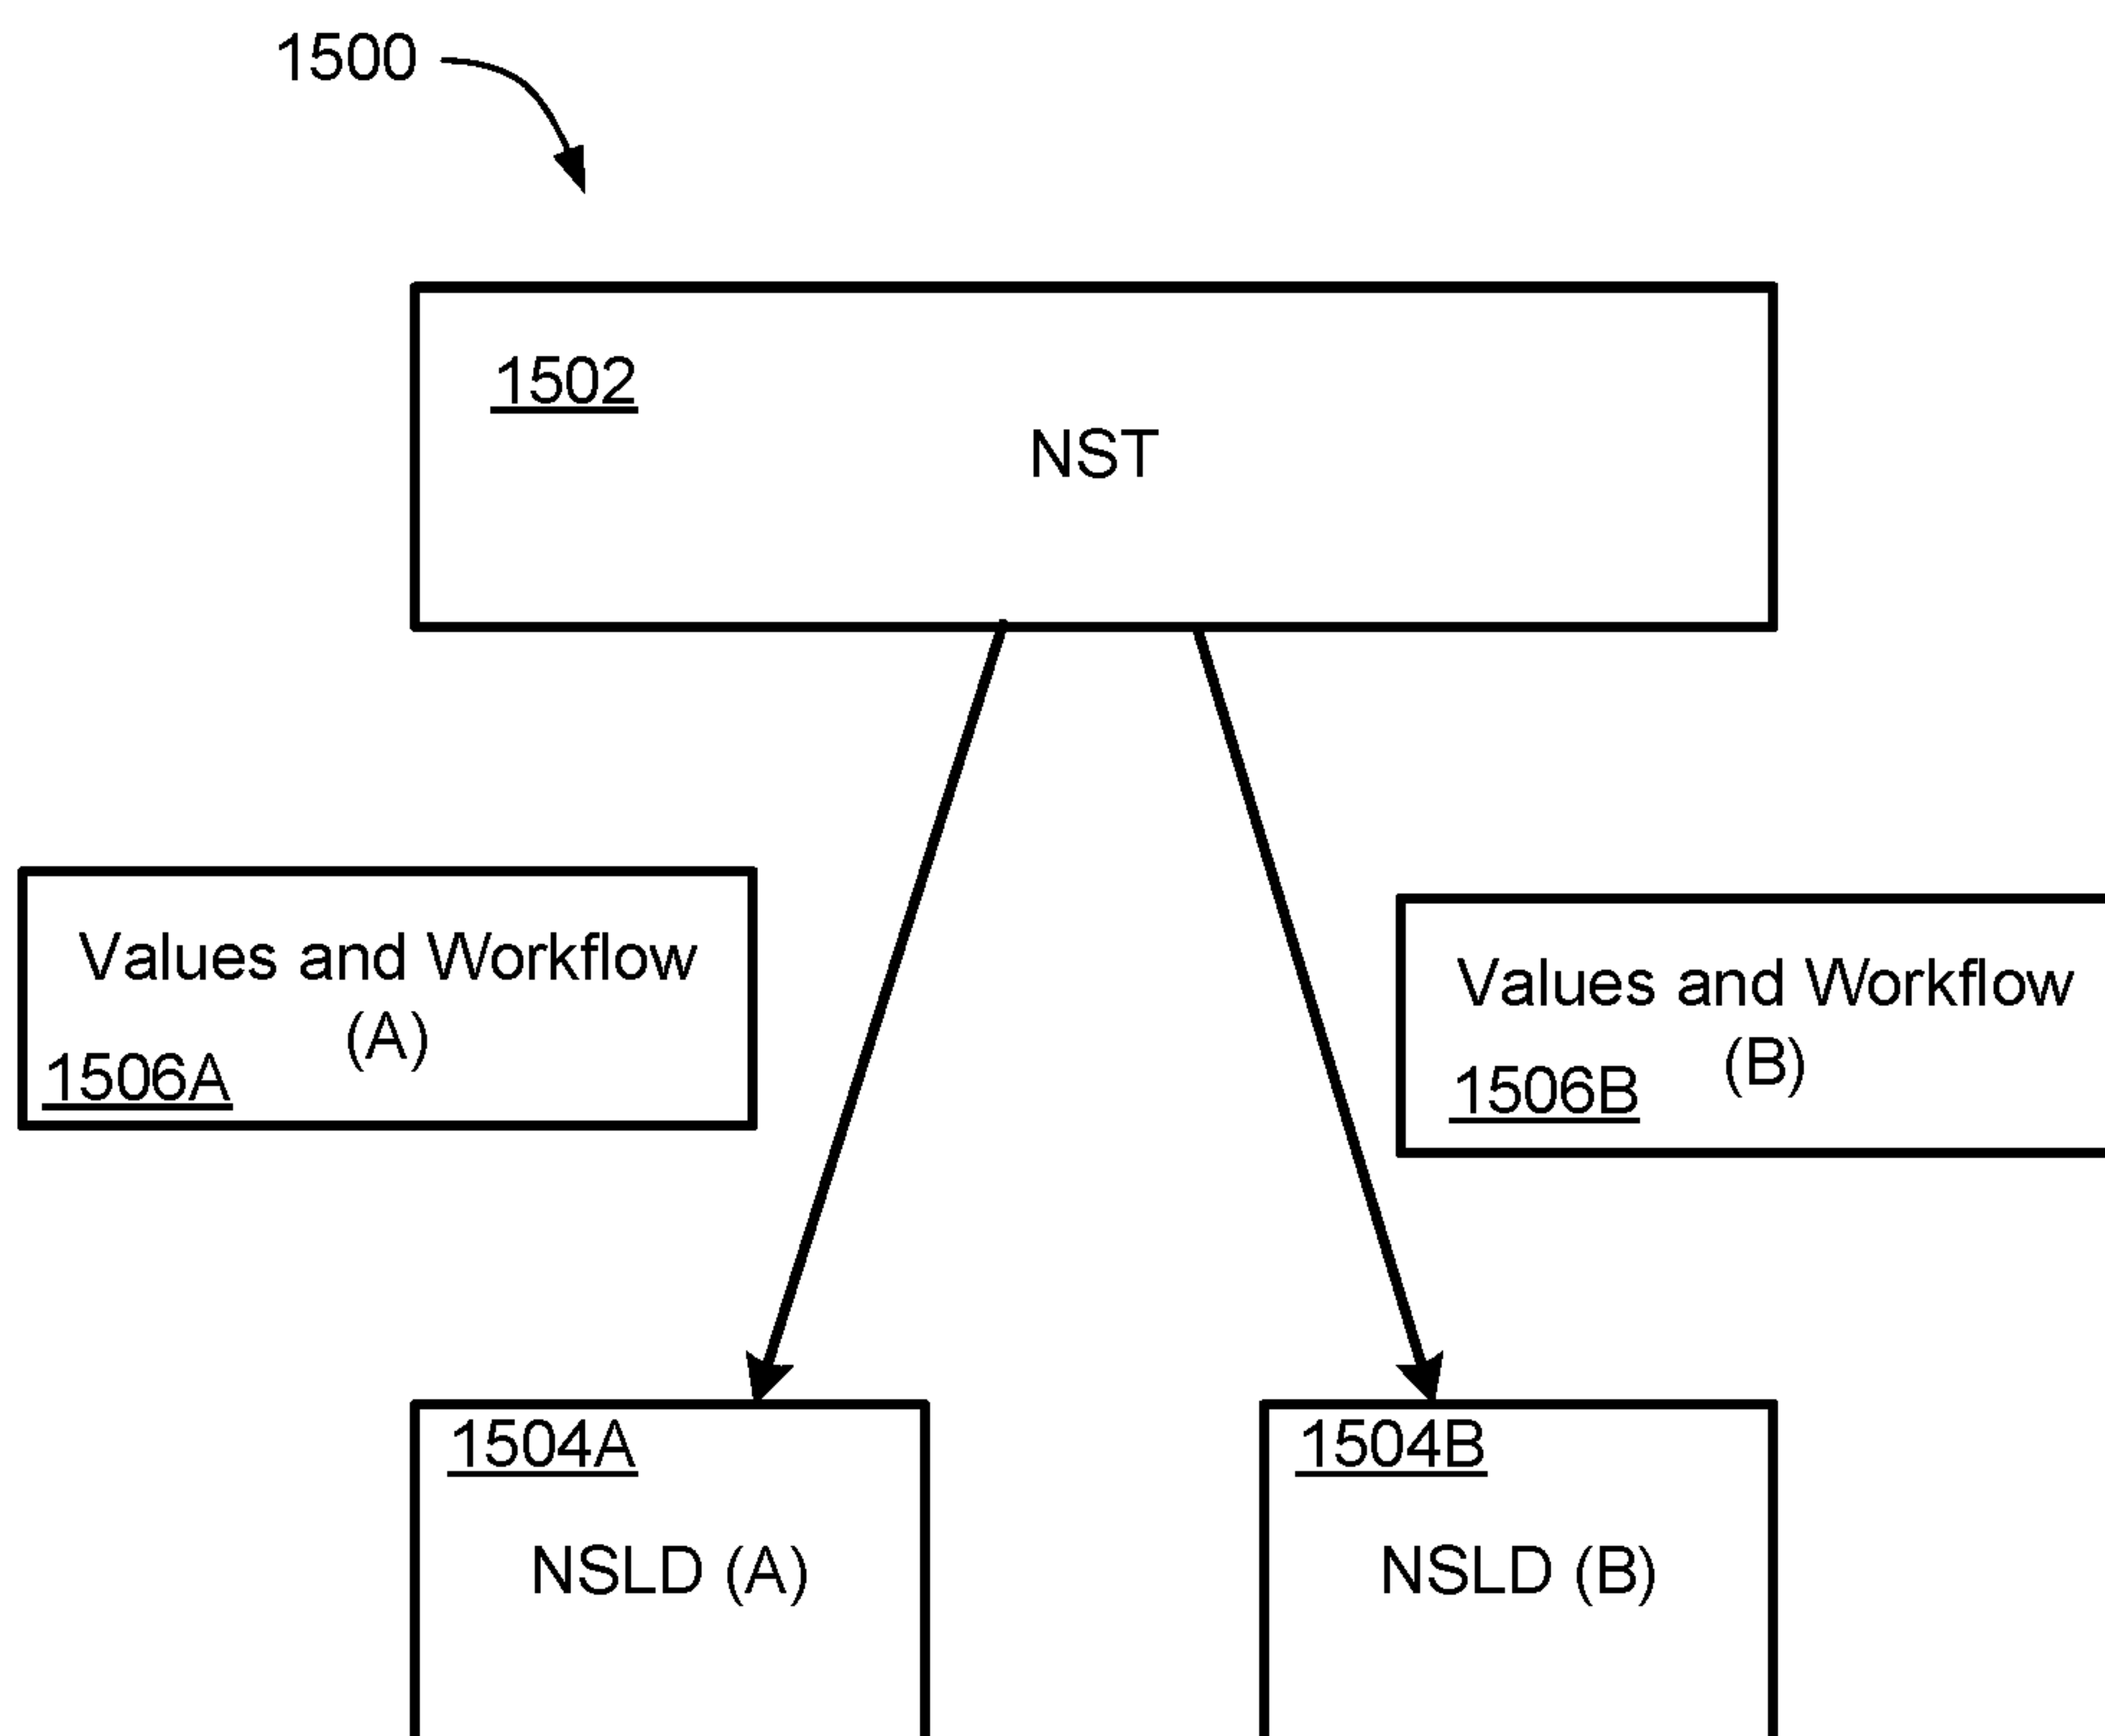 1500
1502
NST
Values and Workflow
(A)
1506A
Values and Workflow
(B)
1506B
1504A
NSLD (A)
1504B
NSLD (B)